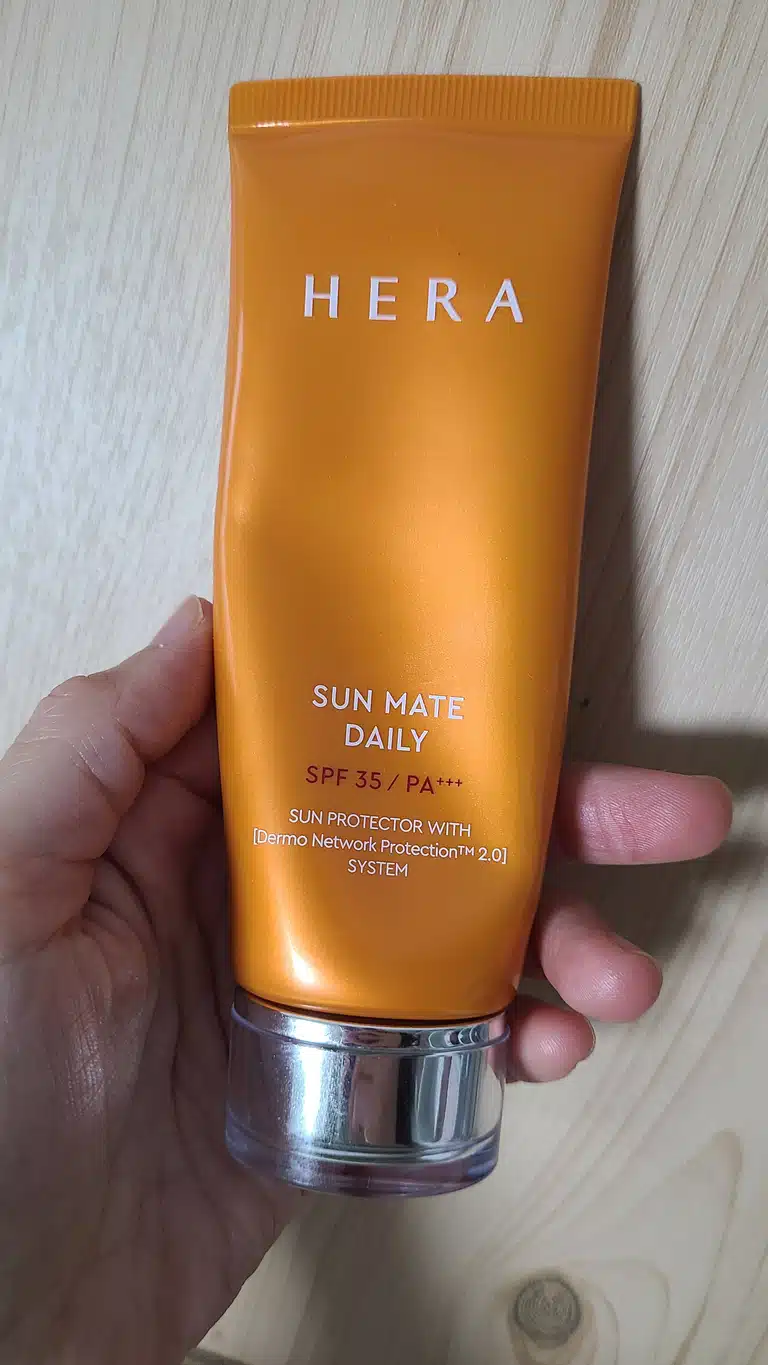 HERA
SUN MATE
DAILY
SPF 35 / PA+++
SUN PROTECTOR WITH
[Dermo Network Protection™ 2.0]
SYSTEM